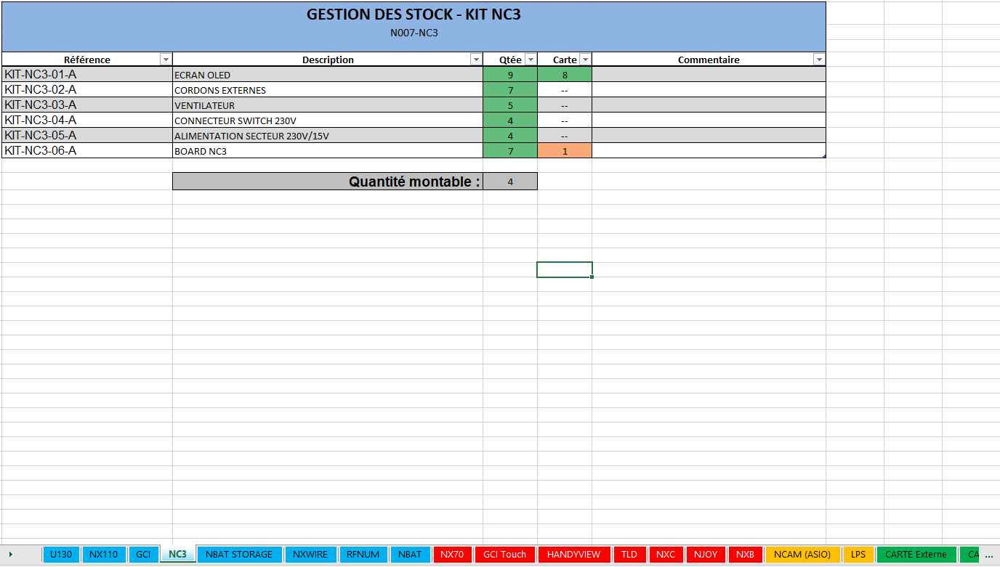 GESTION DES STOCK - KIT NC3
N007-NC3
Référence Description Qtée Carte Commentaire
KIT-NC3-01-A ECRAN OLED 9 8
KIT-NC3-02-A CORDONS EXTERNES 7 --
KIT-NC3-03-A VENTILATEUR 5 --
KIT-NC3-04-A CONNECTEUR SWITCH 230V 4 --
KIT-NC3-05-A ALIMENTATION SECTEUR 230V/15V 4 --
KIT-NC3-06-A BOARD NC3 7 1
Quantité montable : 4
U130 NX110 GCI NC3 NBAT STORAGE NXWIRE RFNUM NBAT NX70 GCI Touch HANDYVIEW TLD NXC NJOY NXB NCAM (ASIO) LPS CARTE Externe CA ...